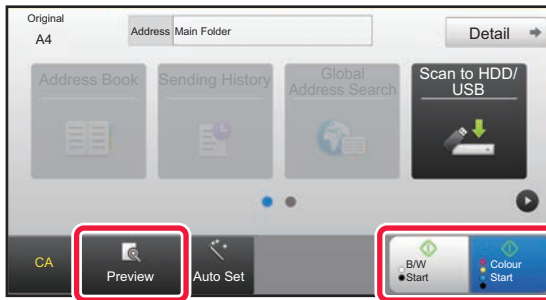 Original
A4
Address Main Folder
Detail
Address Book
Sending History
Global
Address Search
Scan to HDD/
USB
CA
Preview
Auto Set
B/W
Start
Colour
Start